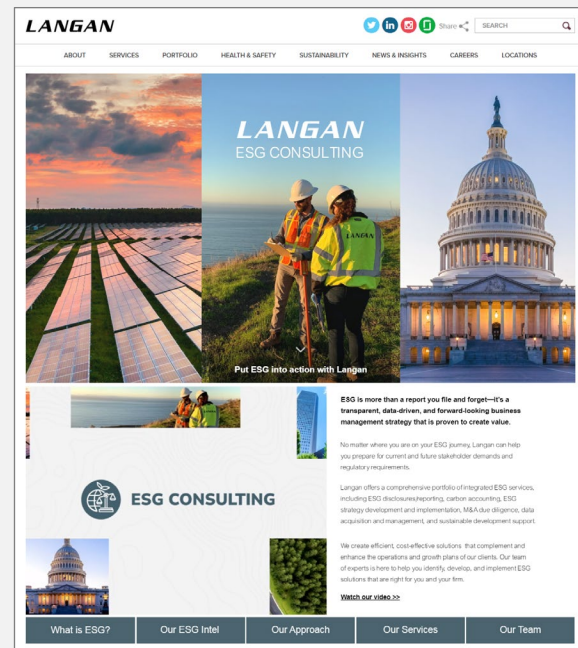 LANGAN
Share
SEARCH
ABOUT SERVICES PORTFOLIO HEALTH & SAFETY SUSTAINABILITY NEWS & INSIGHTS CAREERS LOCATIONS
LANGAN
ESG CONSULTING
LANGAN
Put ESG into action with Langan
ESG is more than a report you file and forget—it's a
transparent, data-driven, and forward-looking business
management strategy that is proven to create value.
No matter where you are on your ESG journey, Langan can help
you prepare for current and future stakeholder demands and
regulatory requirements.
Langan offers a comprehensive portfolio of integrated ESG services,
including ESG disclosures/reporting, carbon accounting, ESG
strategy development and implementation, M&A due diligence, data
acquisition and management, and sustainable development support.
ESG CONSULTING
We create efficient, cost-effective solutions that complement and
enhance the operations and growth plans of our clients. Our team
of experts is here to help you identify, develop, and implement ESG
solutions that are right for you and your firm.
Watch our video >>
What is ESG? Our ESG Intel Our Approach Our Services Our Team